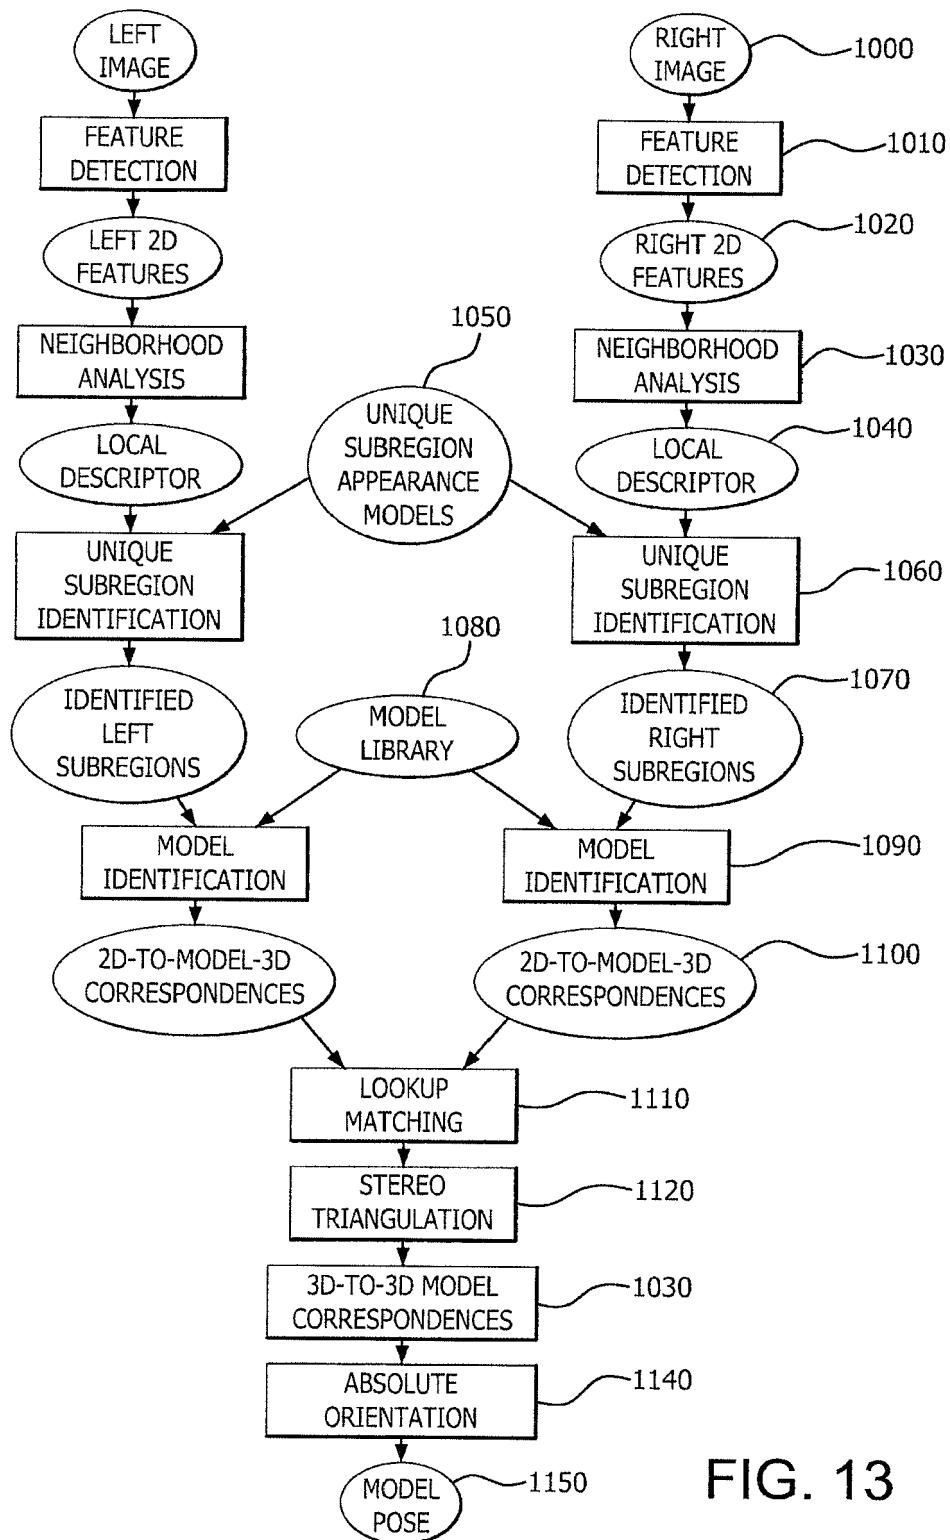 LEFT
IMAGE
RIGHT
IMAGE
1000
FEATURE
DETECTION
FEATURE
DETECTION
1010
LEFT 2D
FEATURES
RIGHT 2D
FEATURES
1020
NEIGHBORHOOD
ANALYSIS
1050
NEIGHBORHOOD
ANALYSIS
1030
LOCAL
DESCRIPTOR
UNIQUE
SUBREGION
APPEARANCE
MODELS
LOCAL
DESCRIPTOR
1040
UNIQUE
SUBREGION
IDENTIFICATION
UNIQUE
SUBREGION
IDENTIFICATION
1060
1080
IDENTIFIED
LEFT
SUBREGIONS
MODEL
LIBRARY
IDENTIFIED
RIGHT
SUBREGIONS
1070
MODEL
IDENTIFICATION
MODEL
IDENTIFICATION
1090
2D-TO-MODEL-3D
CORRESPONDENCES
2D-TO-MODEL-3D
CORRESPONDENCES
1100
LOOKUP
MATCHING
1110
STEREO
TRIANGULATION
1120
3D-TO-3D MODEL
CORRESPONDENCES
1030
ABSOLUTE
ORIENTATION
1140
MODEL
POSE
1150
FIG. 13